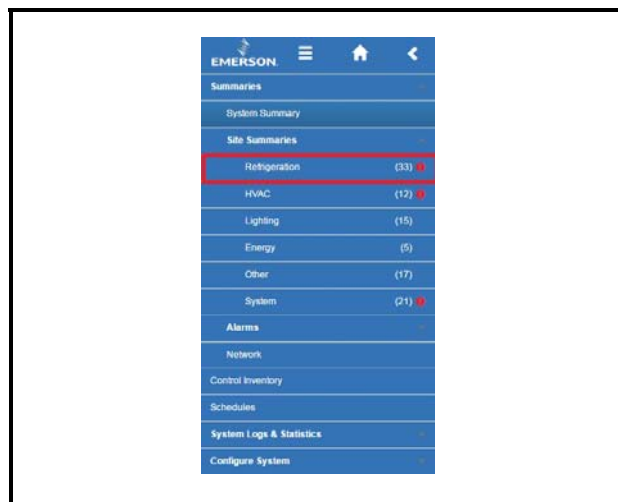 EMERSON.
Summaries
System Summary
Site Summaries
Refrigeration (33)
HVAC (12)
Lighting (15)
Energy (5)
Other (17)
System (21)
Alarms
Network
Control Inventory
Schedules
System Logs & Statistics
Configure System